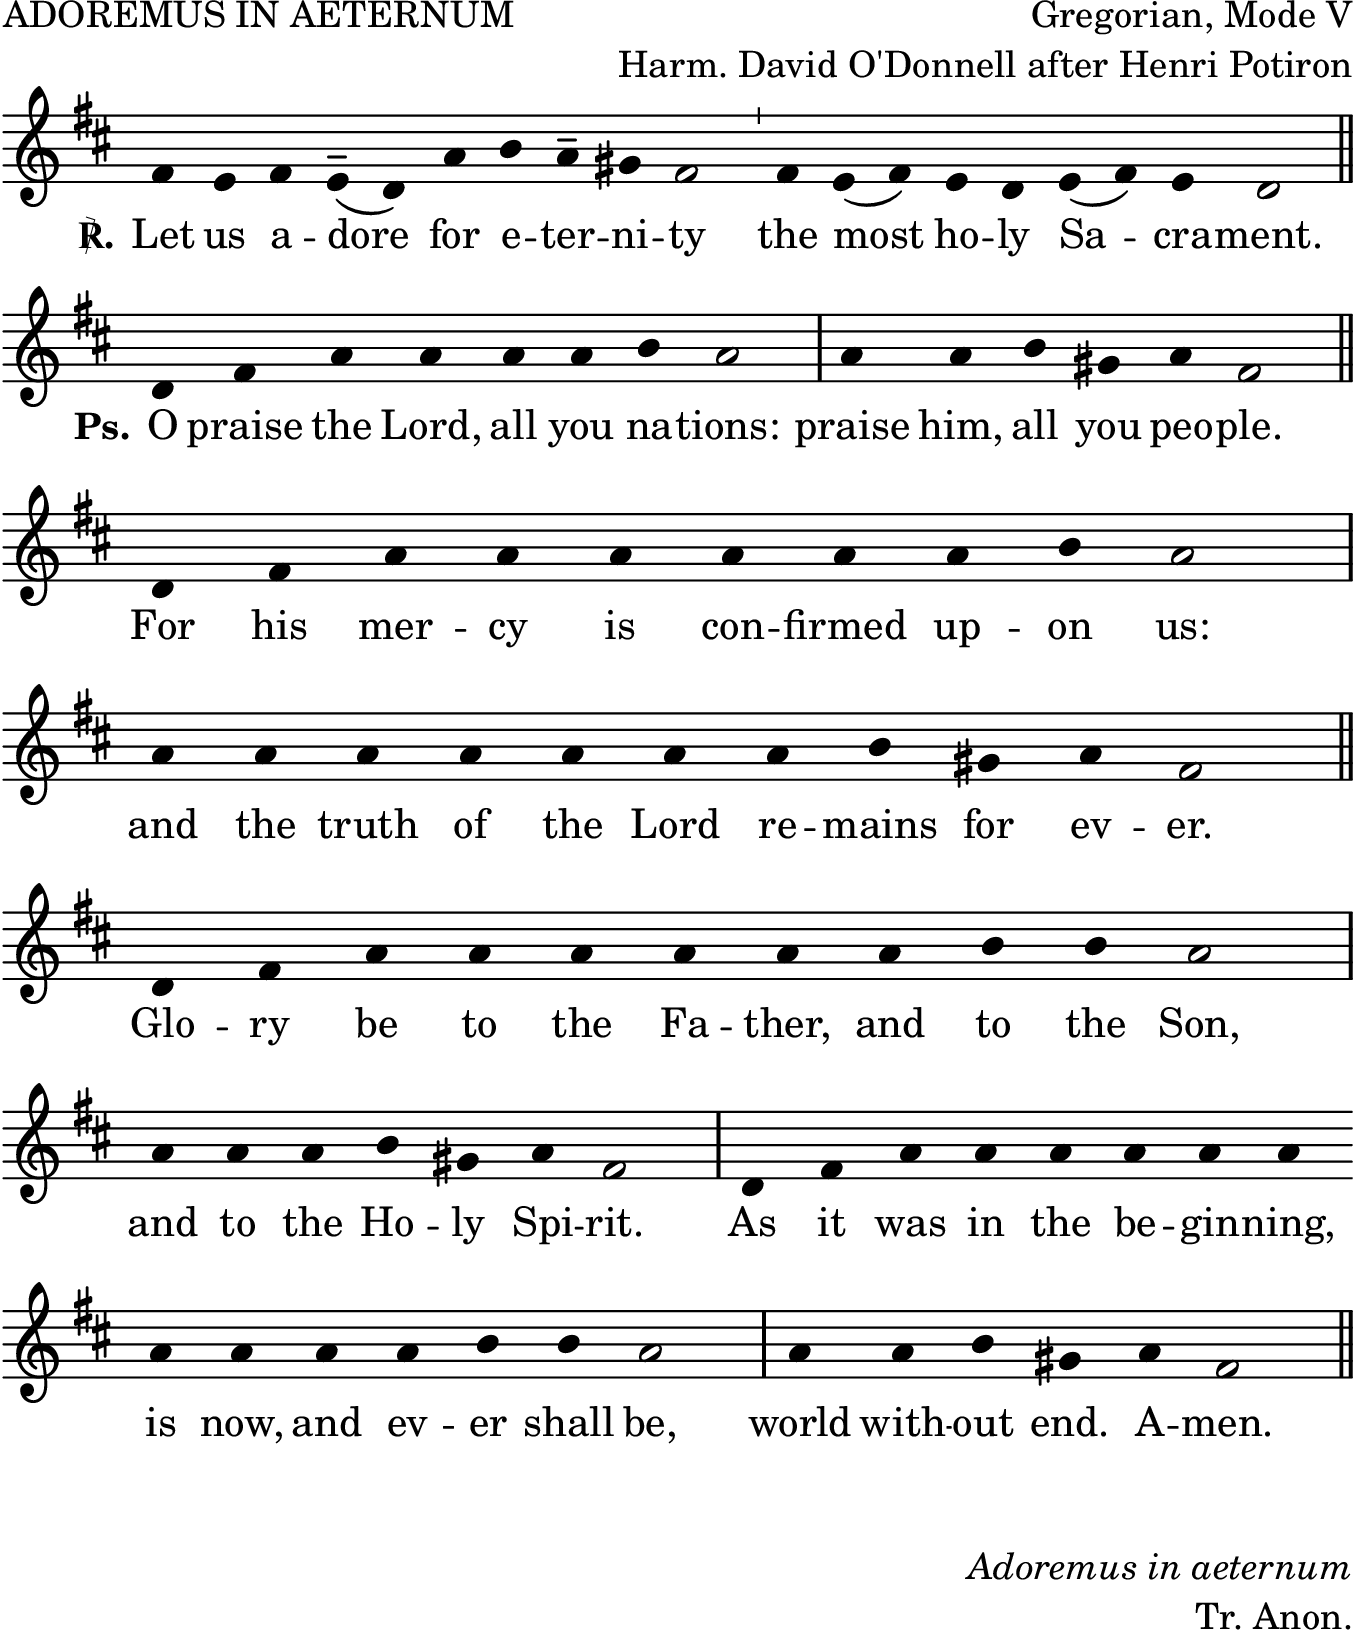 ADOREMUS IN AETERNUM Gregorian, Mode V
Harm. David O'Donnell after Henri Potiron
℟. Let us a -- dore for e -- ter -- ni -- ty the most ho -- ly Sa -- crament.
Ps. O praise the Lord, all you nations: praise him, all you people.
For his mer -- cy is con -- firmed up -- on us:
and the truth of the Lord re -- mains for ev -- er.
Glo -- ry be to the Fa -- ther, and to the Son,
and to the Ho -- ly Spi -- rit. As it was in the be -- ginning,
is now, and ev -- er shall be, world with -- out end. A -- men.
Adoremus in aeternum
Tr. Anon.